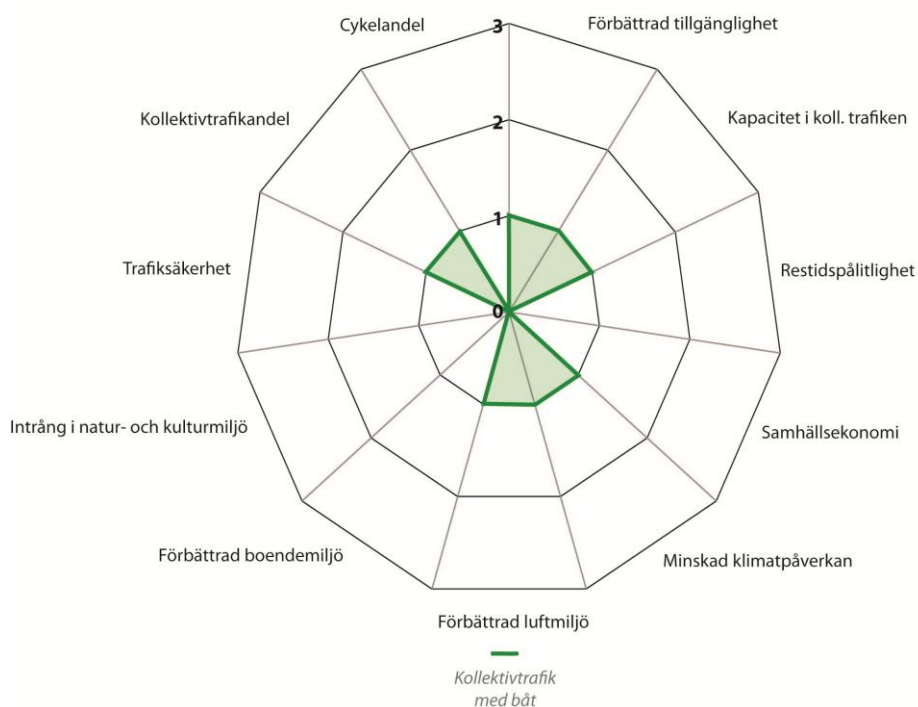 Cykelandel
3
Förbättrad tillgänglighet
Kollektivtrafikandel
2
Kapacitet i koll. trafiken
1
Trafiksäkerhet
Restidspålitlighet
0
Intrång i natur- och kulturmiljö
Samhällsekonomi
Förbättrad boendemiljö
Minskad klimatpåverkan
Förbättrad luftmiljö
Kollektivtrafik
med båt